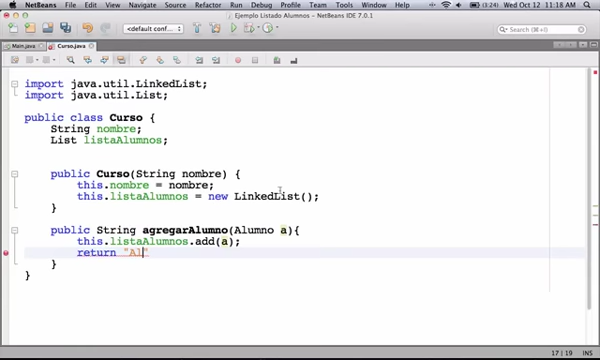 NetBeans File Edit View Navigate Source Refactor Run Debug Profile Team Tools Window Help (3:24) Wed Oct 12 11:18 AM
Ejemplo Listado Alumnos - NetBeans IDE 7.0.1
<default conf... Search (⌘+I)
Main.java Curso.java
import java.util.LinkedList;
import java.util.List;
public class Curso {
String nombre;
List listaAlumnos;
public Curso(String nombre) {
this.nombre = nombre;
this.listaAlumnos = new LinkedList();
}
public String agregarAlumno(Alumno a){
this.listaAlumnos.add(a);
return "Al"
}
}
17 | 19 INS